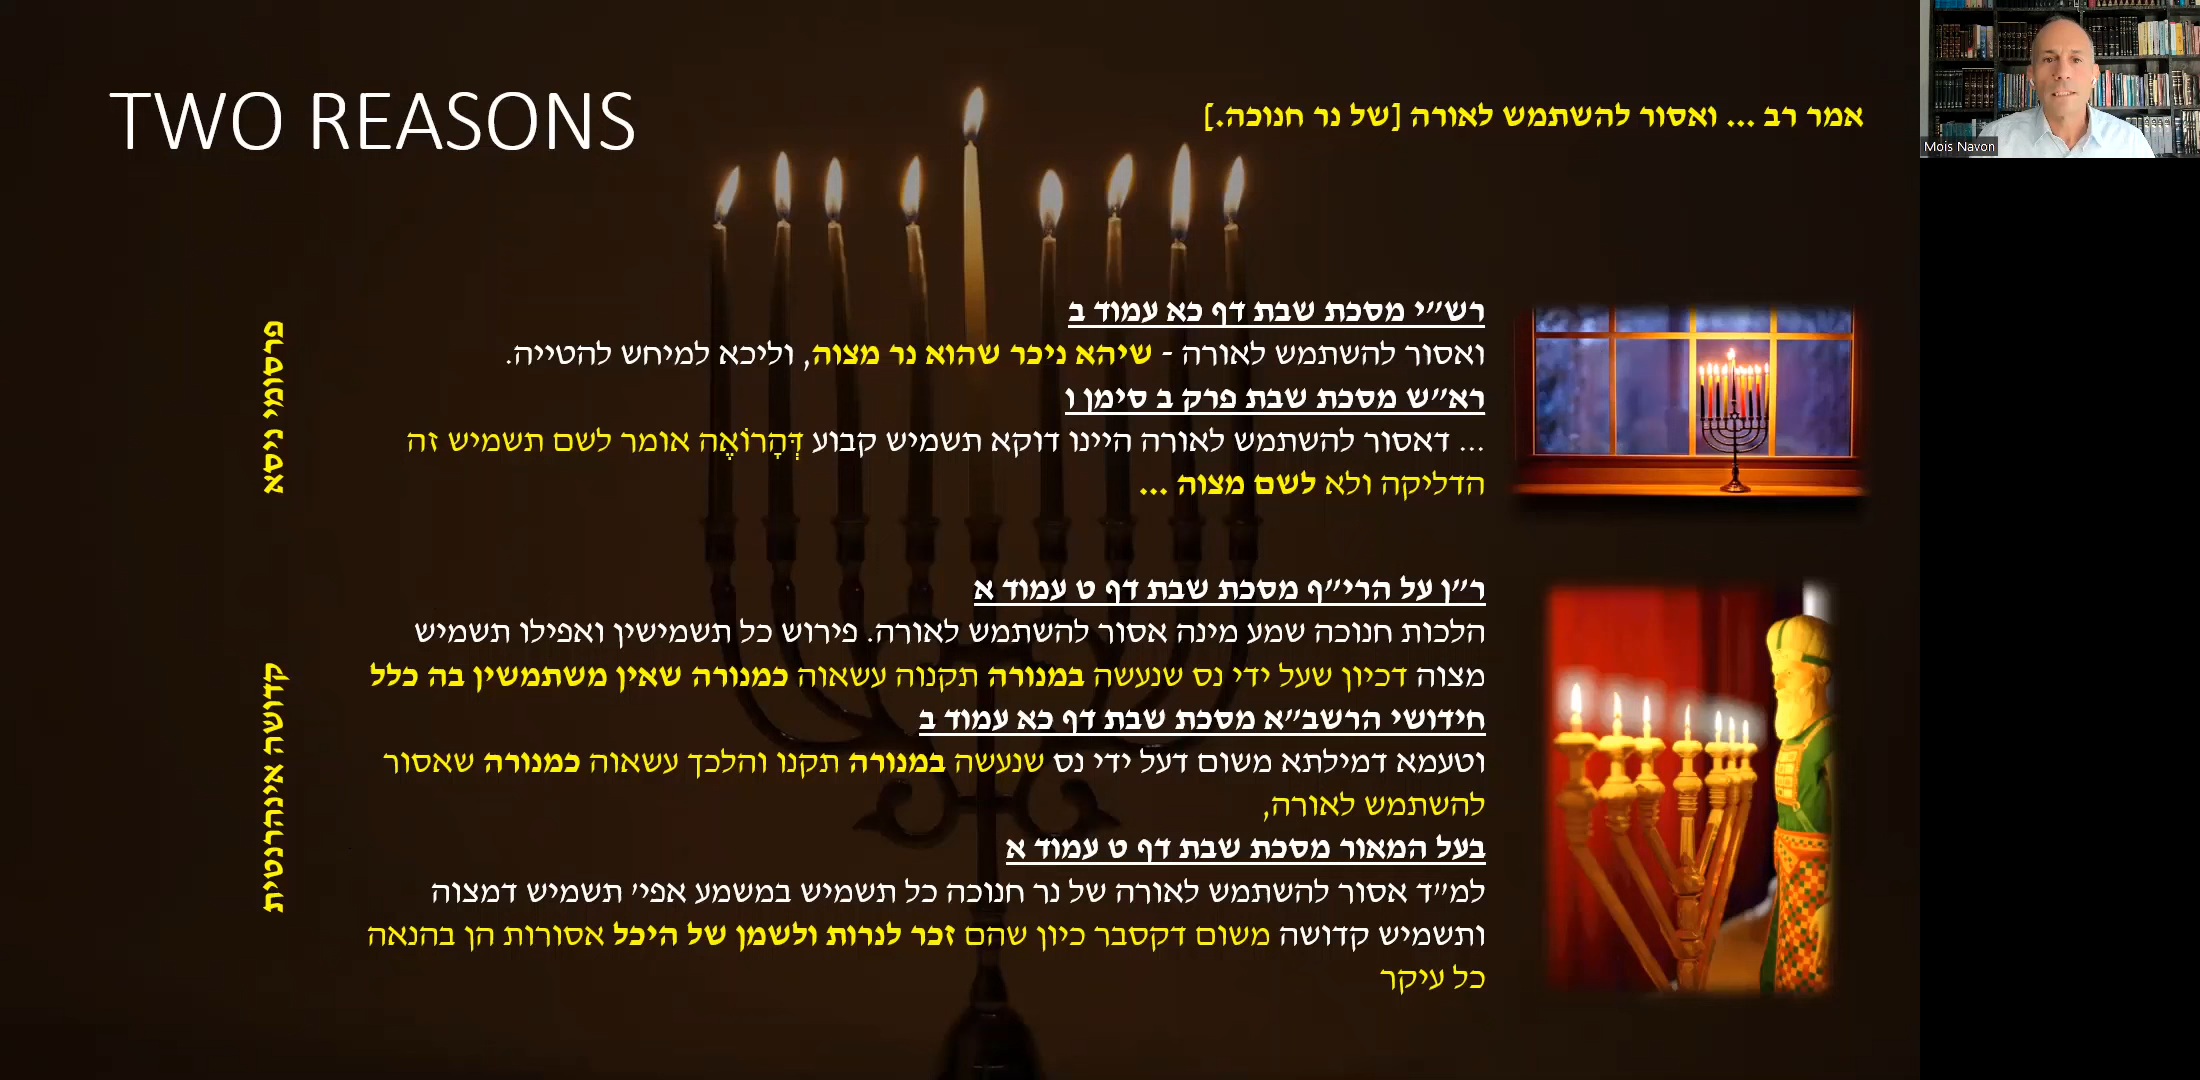 TWO REASONS
אמר רב ... ואסור להשתמש לאורה [של נר חנוכה.]
Mois Navon
פרסומי ניסא
רש"י מסכת שבת דף כא עמוד ב
ואסור להשתמש לאורה - שיהא ניכר שהוא נר מצוה, וליכא למיחש להטייה.
רא"ש מסכת שבת פרק ב סימן ו
... דאסור להשתמש לאורה היינו דוקא תשמיש קבוע דְּהָרוֹאֶה אומר לשם תשמיש זה
הדליקה ולא לשם מצוה ...
קדושה אינהרנטית
ר"ן על הרי"ף מסכת שבת דף ט עמוד א
הלכות חנוכה שמע מינה אסור להשתמש לאורה. פירוש כל תשמישין ואפילו תשמיש
מצוה דכיון שעל ידי נס שנעשה במנורה תקנוה עשאוה כמנורה שאין משתמשין בה כלל
חידושי הרשב"א מסכת שבת דף כא עמוד ב
וטעמא דמילתא משום דעל ידי נס שנעשה במנורה תקנו והלכך עשאוה כמנורה שאסור
להשתמש לאורה,
בעל המאור מסכת שבת דף ט עמוד א
למ"ד אסור להשתמש לאורה של נר חנוכה כל תשמיש במשמע אפי' תשמיש דמצוה
ותשמיש קדושה משום דקסבר כיון שהם זכר לנרות ולשמן של היכל אסורות הן בהנאה
כל עיקר